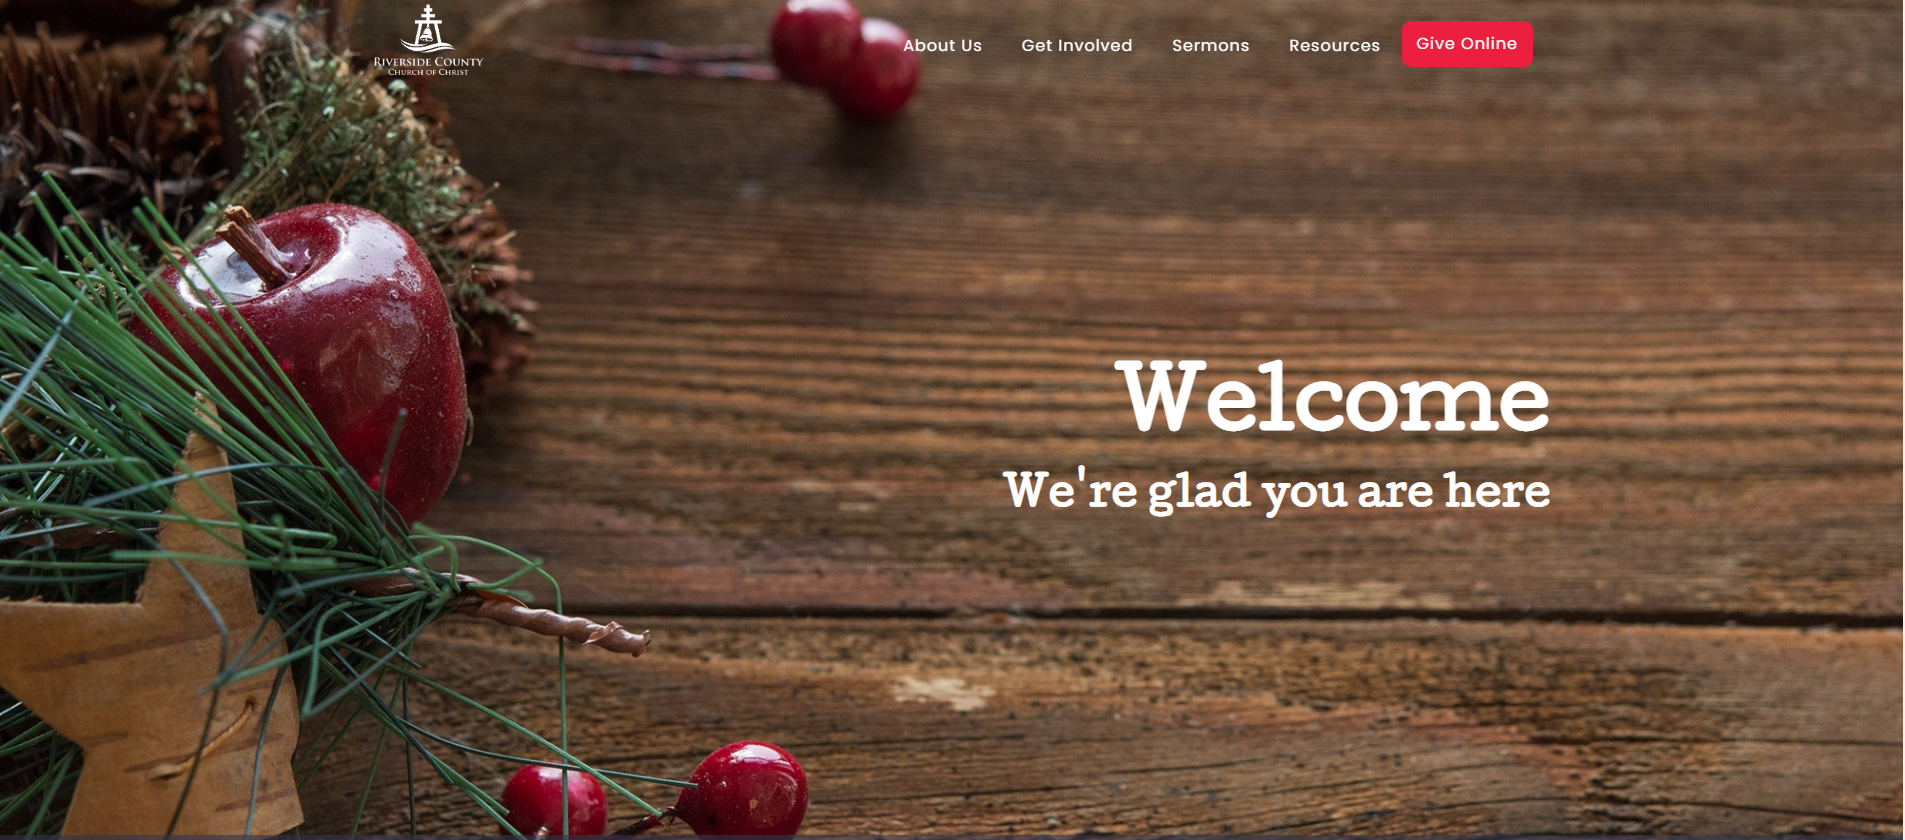 RIVERSIDE COUNTY
CHURCH OF CHRIST
About Us
Get Involved
Sermons
Resources
Give Online
Welcome
We're glad you are here